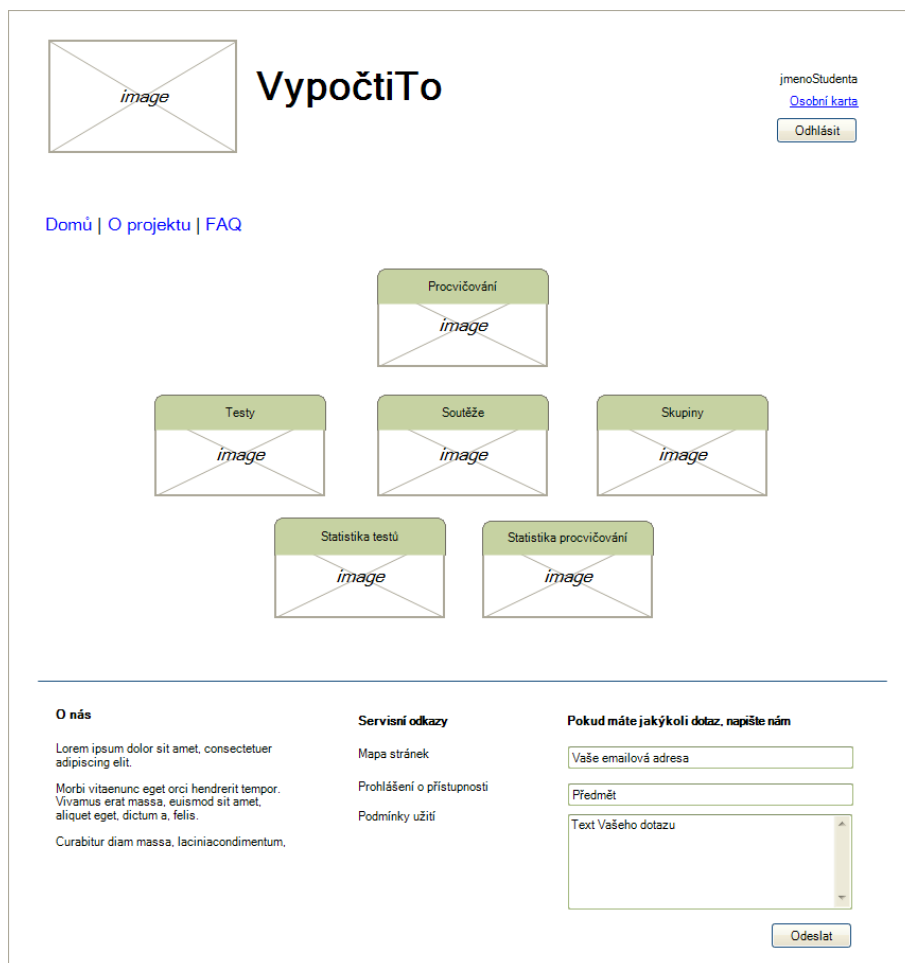 image
VypočtiTo
jmenoStudenta
Osobní karta
Odhlásit
Domů | O projektu | FAQ
Procvičování
image
Testy
image
Soutěže
image
Skupiny
image
Statistika testů
image
Statistika procvičování
image
O nás
Lorem ipsum dolor sit amet, consectetuer
adipiscing elit.
Morbi vitaenunc eget orci hendrerit tempor.
Vivamus erat massa, euismod sit amet,
aliquet eget, dictum a, felis.
Curabitur diam massa, laciniacondimentum,
Servisní odkazy
Mapa stránek
Prohlášení o přístupnosti
Podmínky užití
Pokud máte jakýkoli dotaz, napište nám
Vaše emailová adresa
Předmět
Text Vašeho dotazu
Odeslat